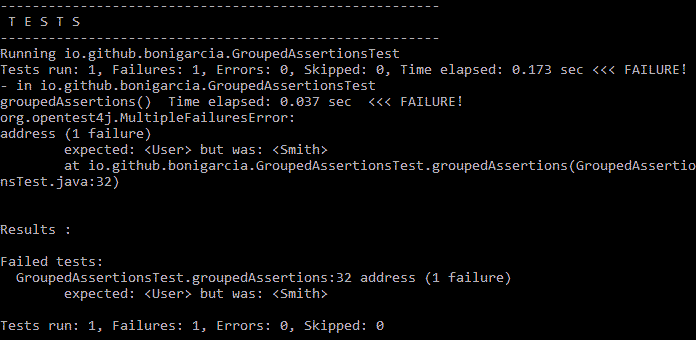 -------------------------------------------------------
 T E S T S
-------------------------------------------------------
Running io.github.bonigarcia.GroupedAssertionsTest
Tests run: 1, Failures: 1, Errors: 0, Skipped: 0, Time elapsed: 0.173 sec <<< FAILURE!
- in io.github.bonigarcia.GroupedAssertionsTest
groupedAssertions()  Time elapsed: 0.037 sec  <<< FAILURE!
org.opentest4j.MultipleFailuresError:
address (1 failure)
        expected: <User> but was: <Smith>
        at io.github.bonigarcia.GroupedAssertionsTest.groupedAssertions(GroupedAssertio
nsTest.java:32)
Results :
Failed tests:
  GroupedAssertionsTest.groupedAssertions:32 address (1 failure)
        expected: <User> but was: <Smith>
Tests run: 1, Failures: 1, Errors: 0, Skipped: 0